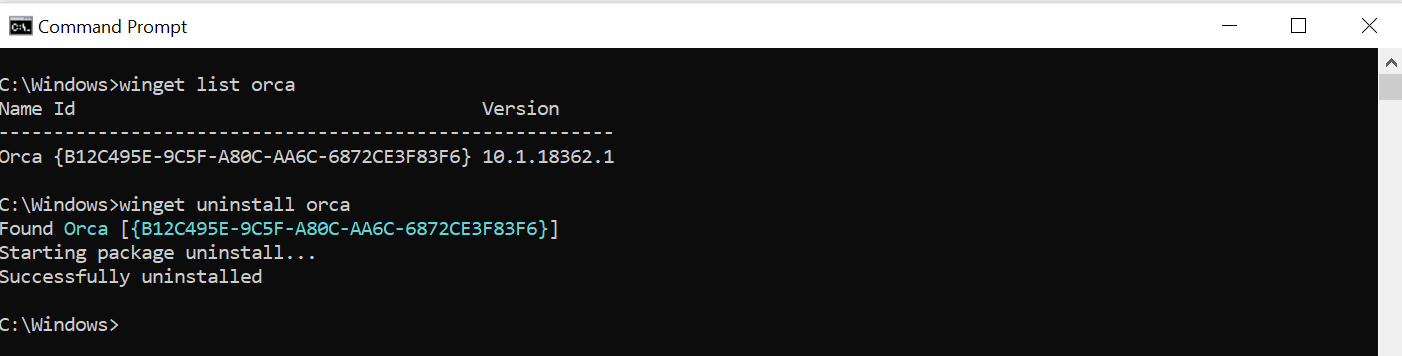 Command Prompt
C:\Windows>winget list orca
Name Id                                     Version
--------------------------------------------------------
Orca {B12C495E-9C5F-A80C-AA6C-6872CE3F83F6} 10.1.18362.1
C:\Windows>winget uninstall orca
Found Orca [{B12C495E-9C5F-A80C-AA6C-6872CE3F83F6}]
Starting package uninstall...
Successfully uninstalled
C:\Windows>